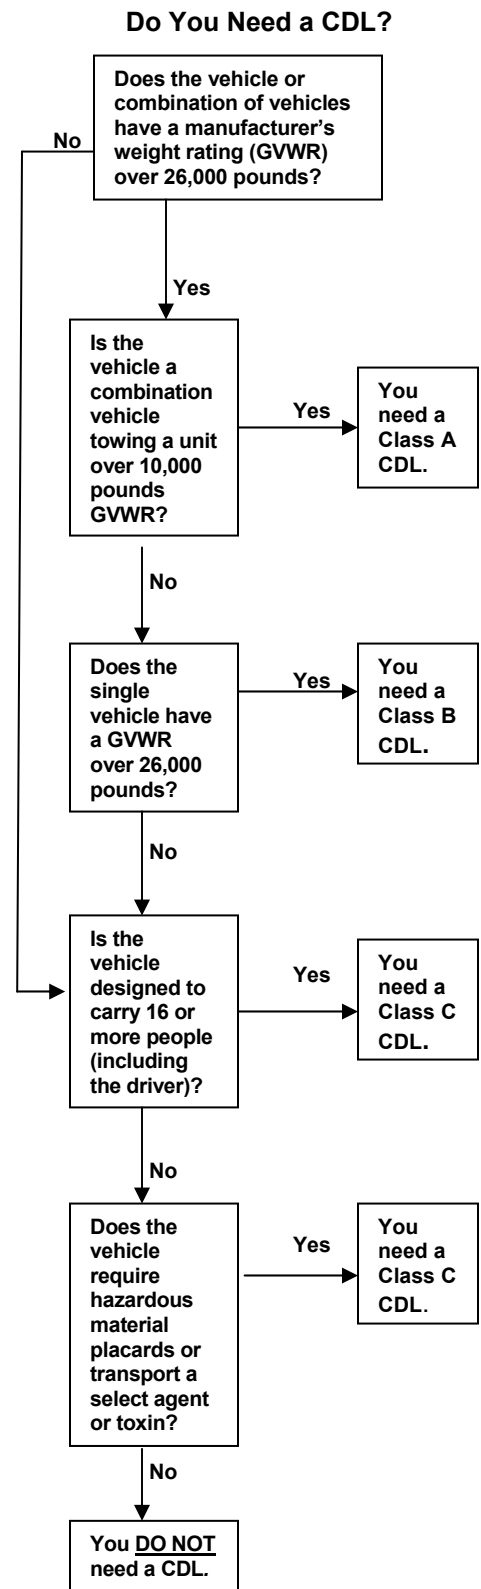 Do You Need a CDL?
Does the vehicle or
combination of vehicles
have a manufacturer's
weight rating (GVWR)
over 26,000 pounds?
No
Yes
Is the
vehicle a
combination
vehicle
towing a unit
over 10,000
pounds
GVWR?
Yes
You
need a
Class A
CDL.
No
Does the
single
vehicle have
a GVWR
over 26,000
pounds?
Yes
You
need a
Class B
CDL.
No
Is the
vehicle
designed to
carry 16 or
more people
(including
the driver)?
Yes
You
need a
Class C
CDL.
No
Does the
vehicle
require
hazardous
material
placards or
transport a
select agent
or toxin?
Yes
You
need a
Class C
CDL.
No
You DO NOT
need a CDL.